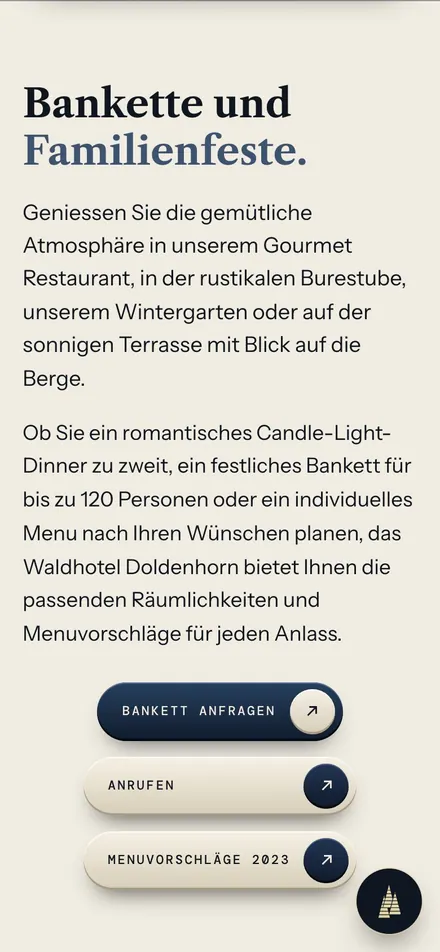 Bankette und
Familienfeste.
Geniessen Sie die gemütliche
Atmosphäre in unserem Gourmet
Restaurant, in der rustikalen Burestube,
unserem Wintergarten oder auf der
sonnigen Terrasse mit Blick auf die
Berge.
Ob Sie ein romantisches Candle-Light-
Dinner zu zweit, ein festliches Bankett für
bis zu 120 Personen oder ein individuelles
Menu nach Ihren Wünschen planen, das
Waldhotel Doldenhorn bietet Ihnen die
passenden Räumlichkeiten und
Menuvorschläge für jeden Anlass.
BANKETT ANFRAGEN
ANRUFEN
MENUVORSCHLÄGE 2023